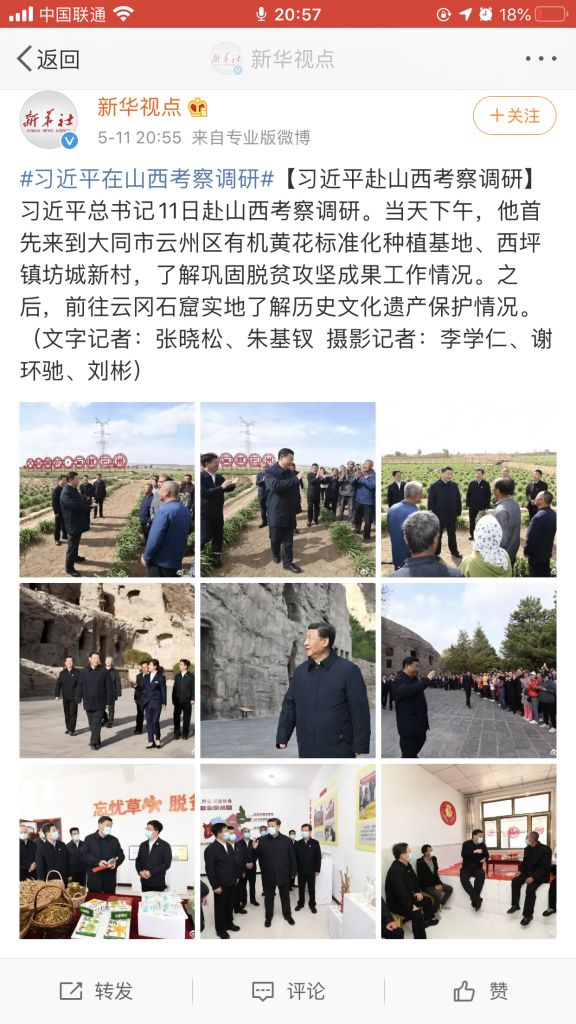 中国联通 20:57 18%
返回 新华视点
新华社
XINHUA NEWS AGENCY
新华视点
5-11 20:55 来自专业版微博
+关注
#习近平在山西考察调研#【习近平赴山西考察调研】
习近平总书记11日赴山西考察调研。当天下午，他首
先来到大同市云州区有机黄花标准化种植基地、西坪
镇坊城新村，了解巩固脱贫攻坚成果工作情况。之
后，前往云冈石窟实地了解历史文化遗产保护情况。
（文字记者：张晓松、朱基钗 摄影记者：李学仁、谢
环驰、刘彬）
忘忧草 脱
转发 评论 赞